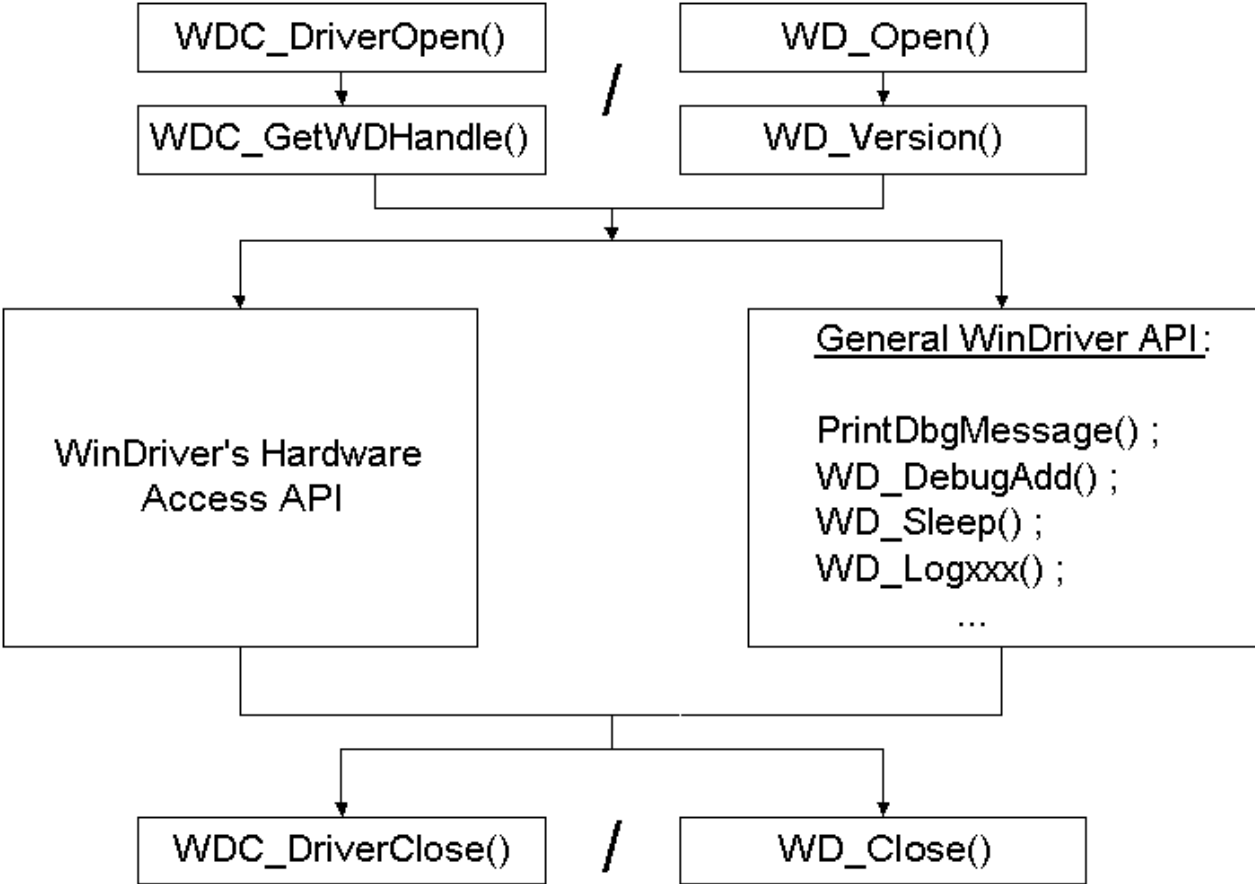 WDC_DriverOpen()
/
WD_Open()
WDC_GetWDHandle()
WD_Version()
WinDriver's Hardware
Access API
General WinDriver API:
PrintDbgMessage() ;
WD_DebugAdd() ;
WD_Sleep() ;
WD_Logxxx() ;
...
WDC_DriverClose()
/
WD_Close()